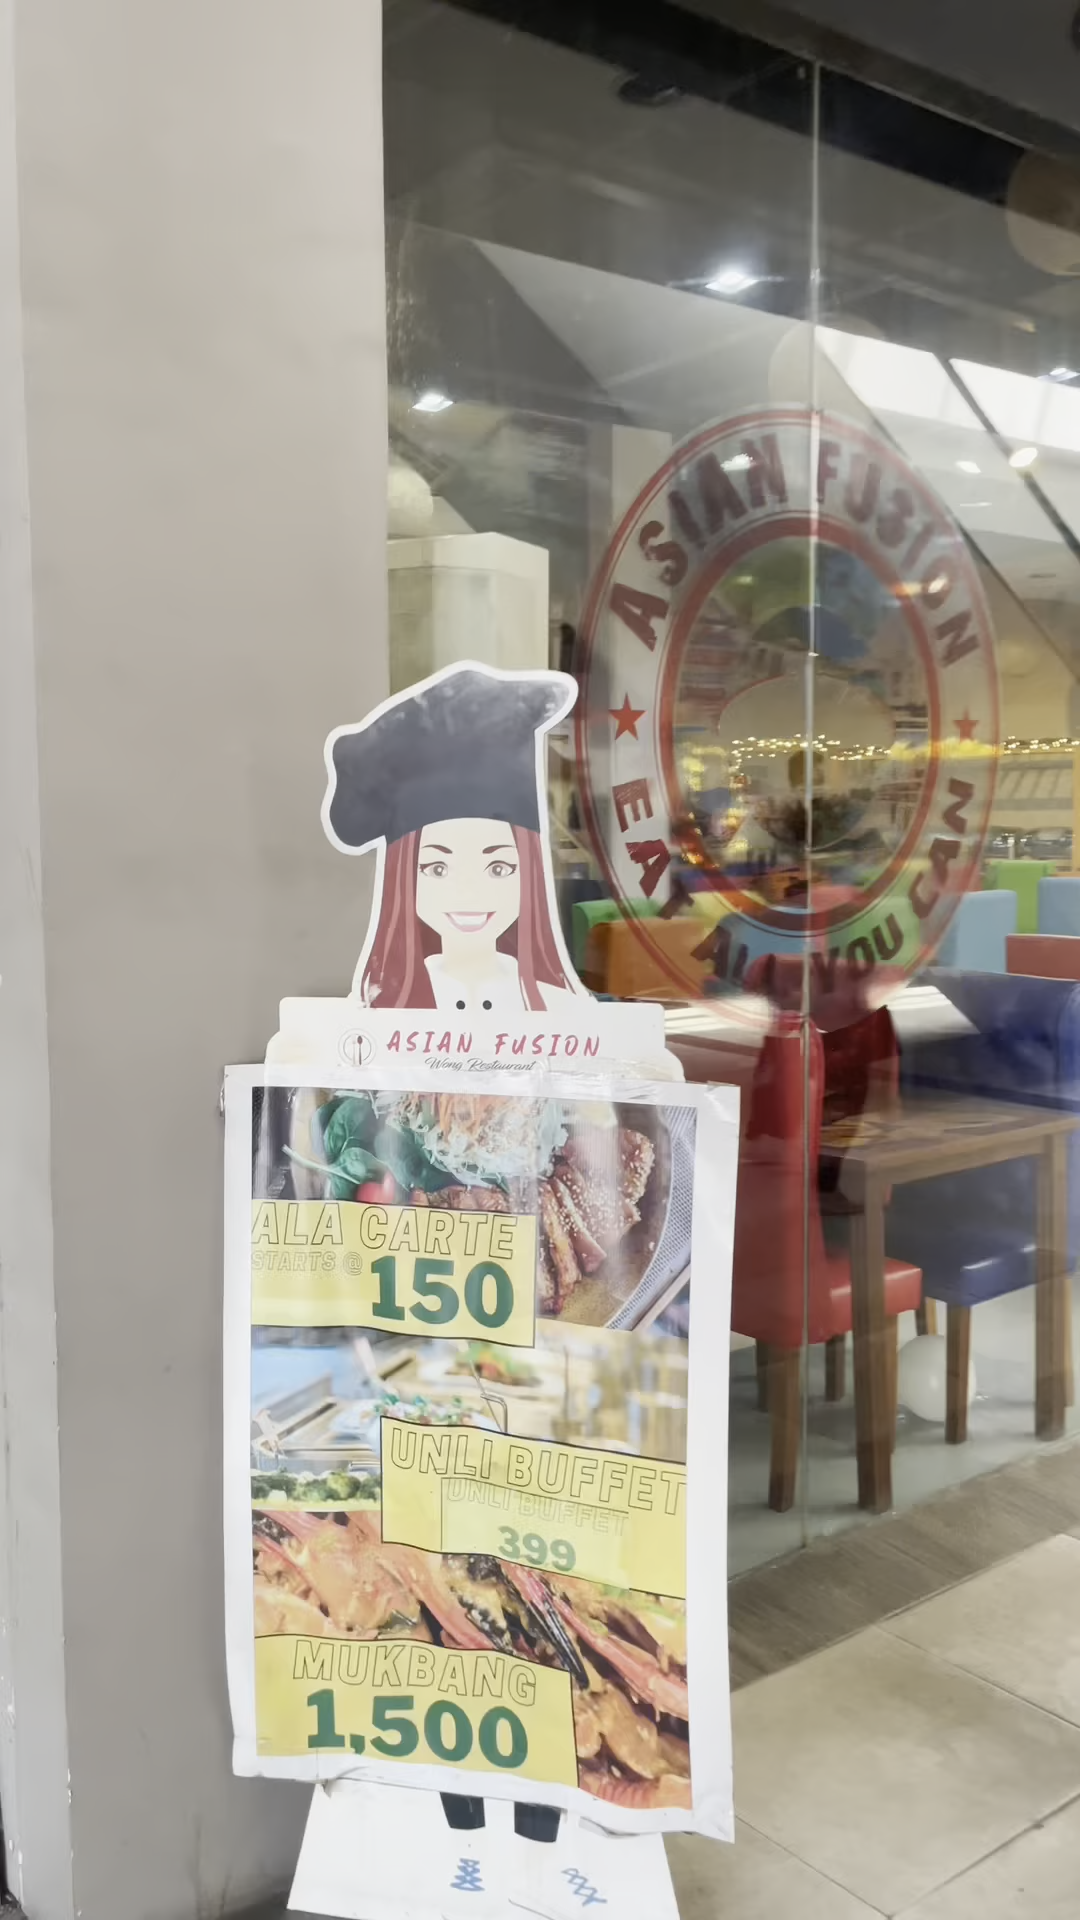 ASIAN FUSION
EAT ALL YOU CAN
ASIAN FUSION
Wong Restaurant
ALA CARTE
STARTS @
150
UNLI BUFFET
UNLI BUFFET
399
MUKBANG
1,500